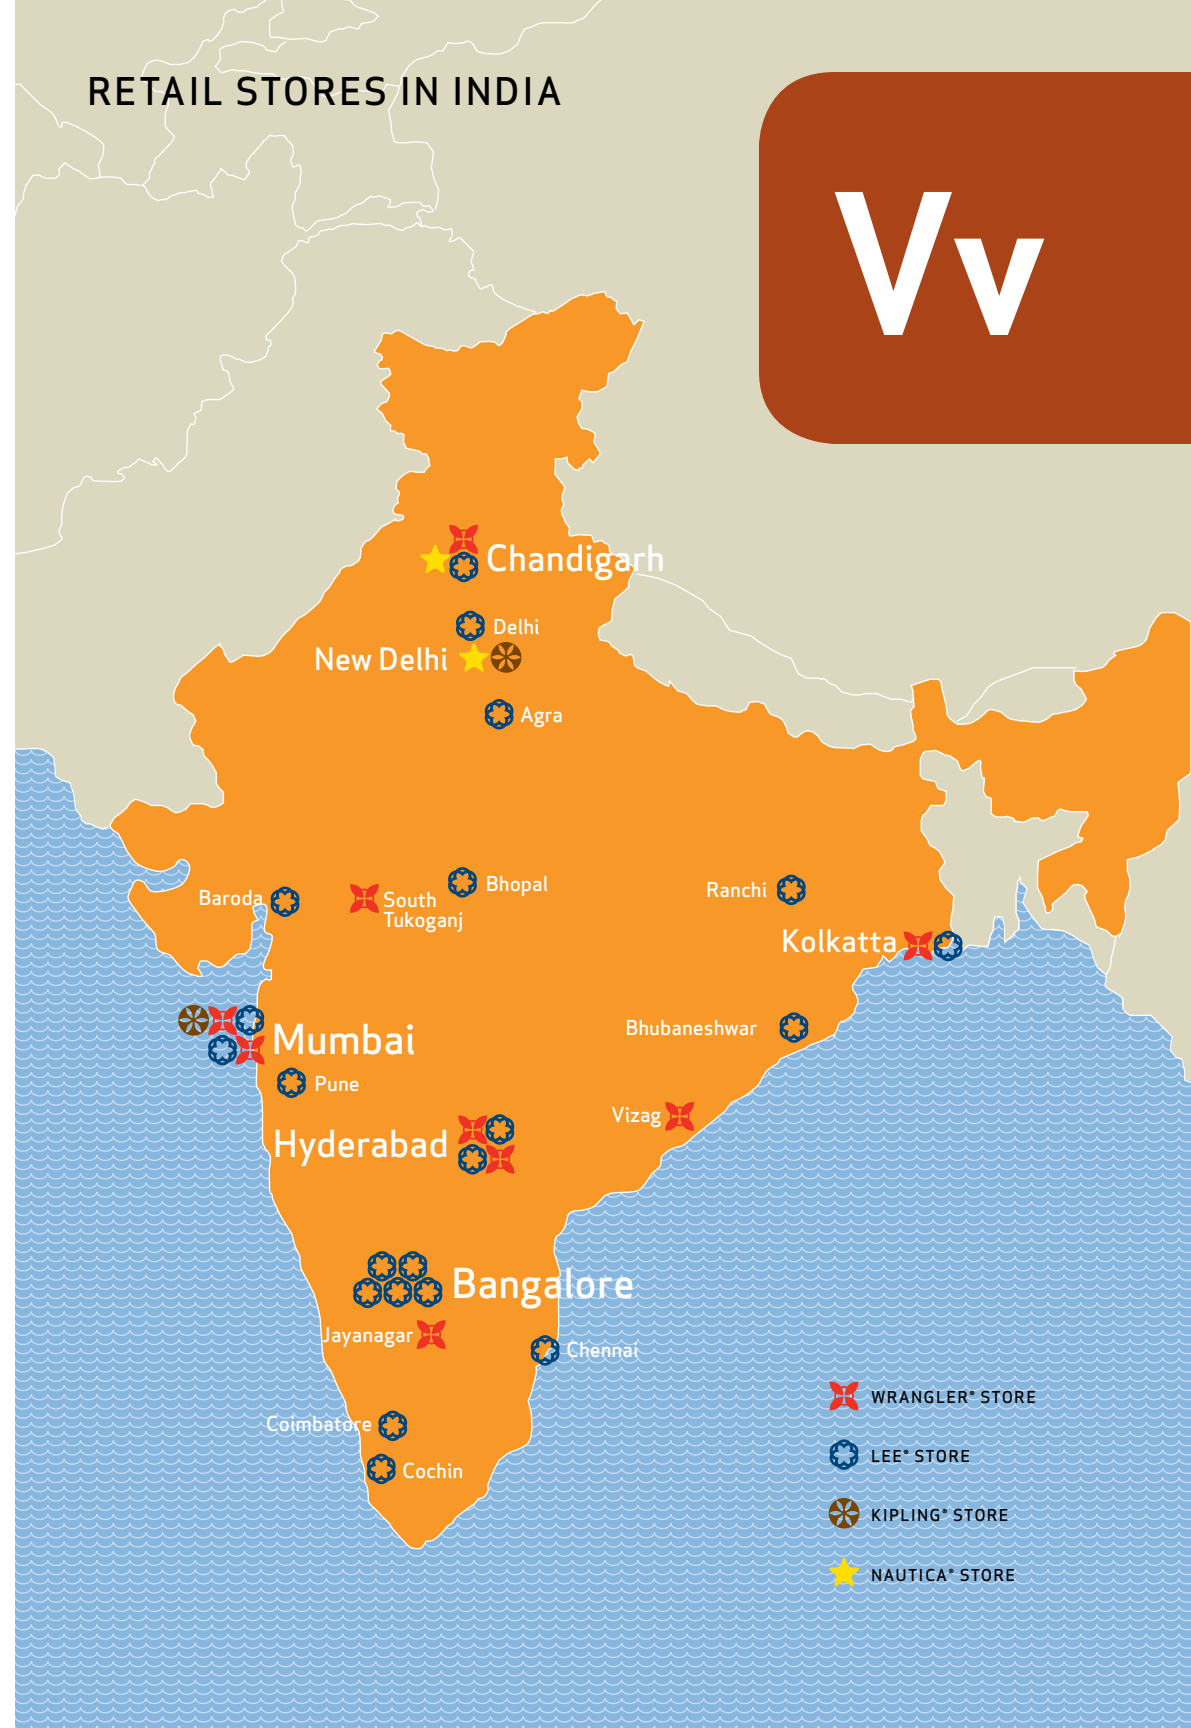 RETAIL STORES IN INDIA
Vv
Chandigarh
Delhi
New Delhi
Agra
Baroda
South
Tukoganj
Bhopal
Ranchi
Kolkatta
Mumbai
Bhubaneshwar
Pune
Vizag
Hyderabad
Bangalore
Jayanagar
Chennai
WRANGLER® STORE
Coimbatore
LEE® STORE
Cochin
KIPLING® STORE
NAUTICA® STORE